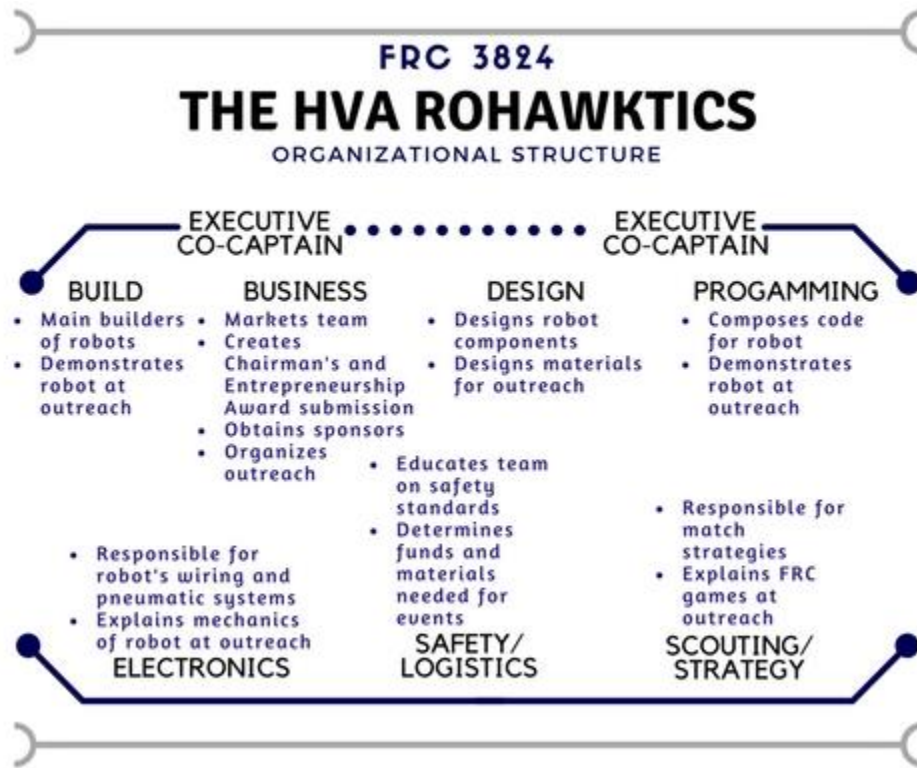 FRC 3824
THE HVA ROHAWKTICS
ORGANIZATIONAL STRUCTURE
EXECUTIVE
CO-CAPTAIN
EXECUTIVE
CO-CAPTAIN
BUILD
• Main builders
of robots
• Demonstrates
robot at
outreach
BUSINESS
• Markets team
• Creates
Chairman's and
Entrepreneurship
Award submission
• Obtains sponsors
• Organizes
outreach
DESIGN
• Designs robot
components
• Designs materials
for outreach
PROGAMMING
• Composes code
for robot
• Demonstrates
robot at
outreach
• Responsible for
robot's wiring and
pneumatic systems
• Explains mechanics
of robot at outreach
ELECTRONICS
• Educates team
on safety
standards
• Determines
funds and
materials
needed for
events
SAFETY/
LOGISTICS
• Responsible for
match
strategies
• Explains FRC
games at
outreach
SCOUTING/
STRATEGY